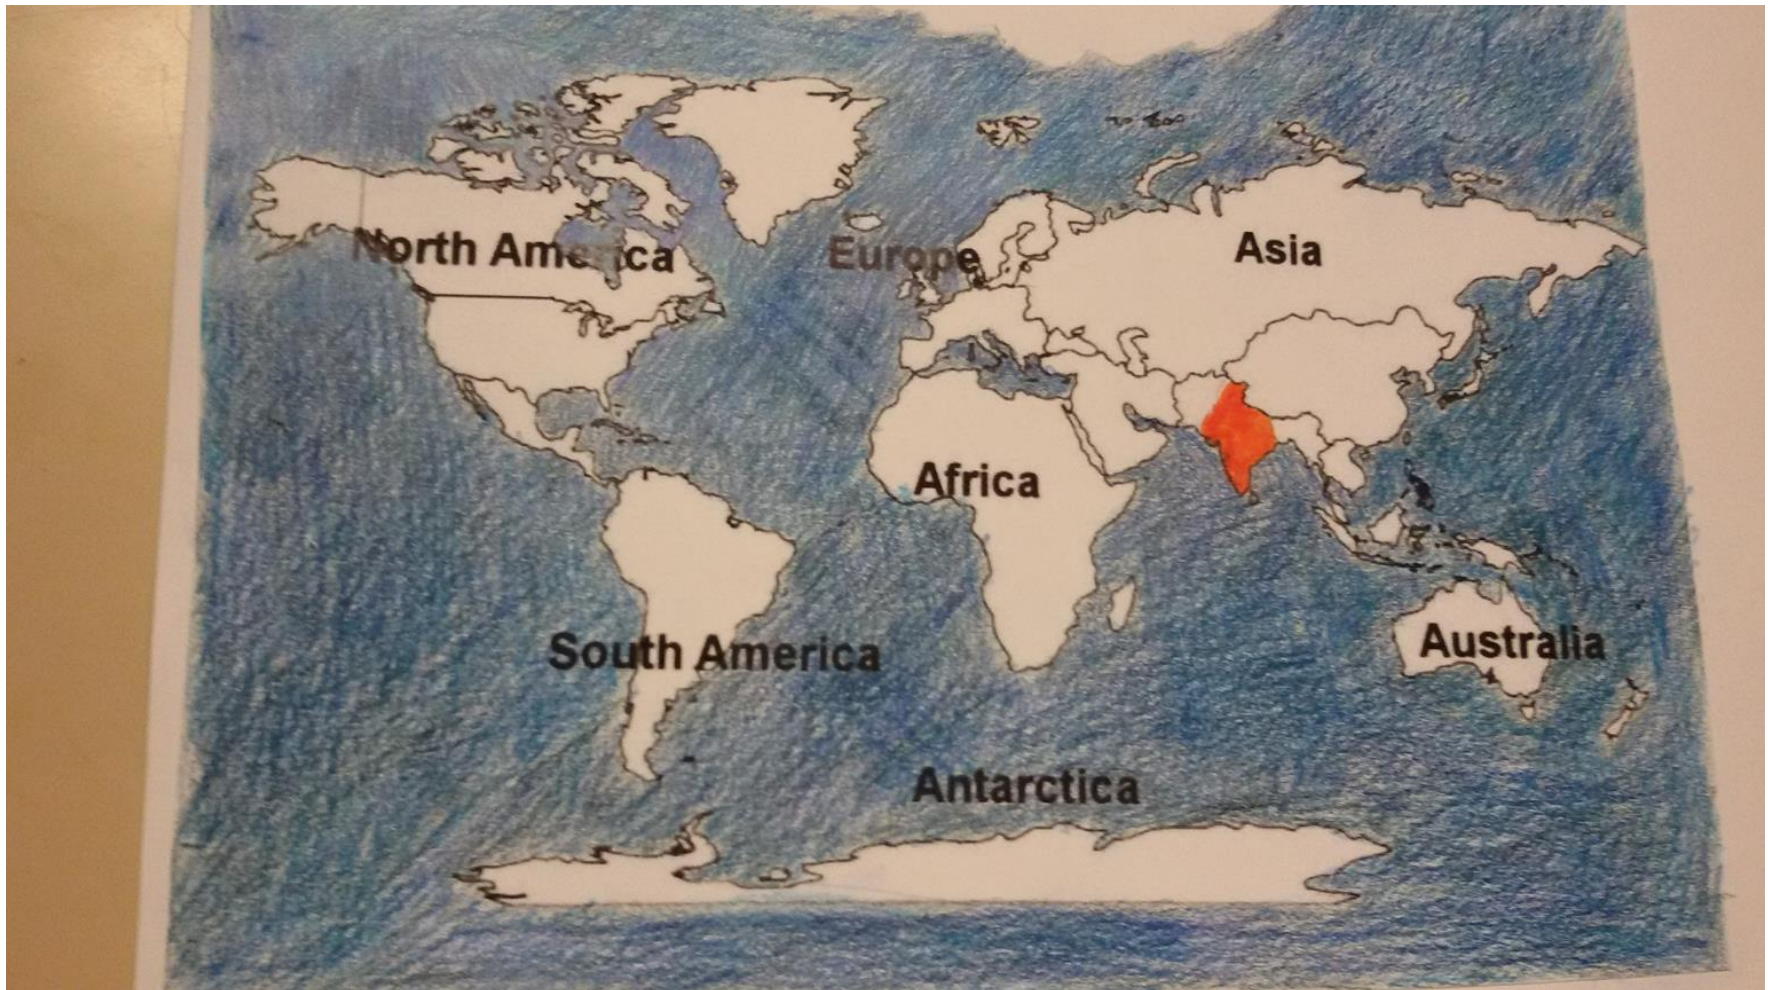 North America
Europe
Asia
Africa
South America
Australia
Antarctica